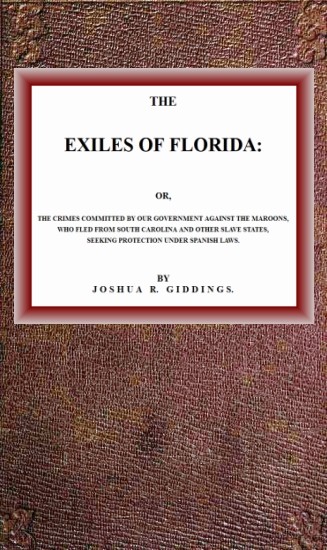 THE
EXILES OF FLORIDA:
OR,
THE CRIMES COMMITTED BY OUR GOVERNMENT AGAINST THE MAROONS,
WHO FLED FROM SOUTH CAROLINA AND OTHER SLAVE STATES,
SEEKING PROTECTION UNDER SPANISH LAWS.
BY
JOSHUA R. GIDDINGS.